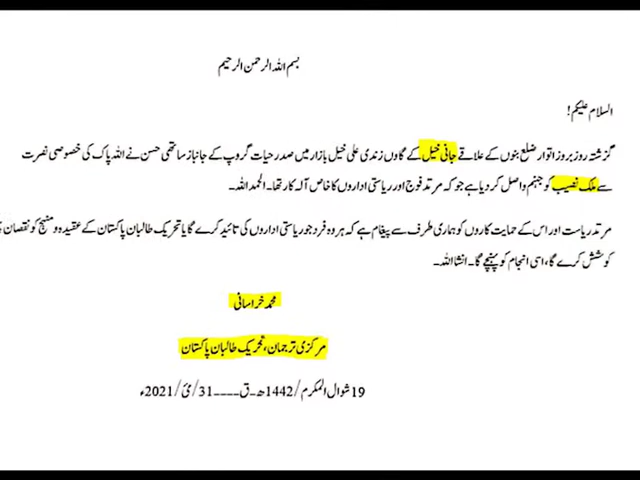 بسم اللہ الرحمن الرحیم
السلام علیکم!
گزشتہ روز بروز اتوار ضلع بنوں کے علاقے جانی خیل کے گاوں زندی علی خیل بازار میں صدر حیات گروپ کے جانباز ساتھی حسن نے اللہ پاک کی خصوصی نصرت
سے ملک نصیب کو جہنم واصل کر دیا ہے جو کہ مرتد فوج اور ریاستی اداروں کا خاص آلہ کار تھا۔ الحمد اللہ۔
مرتد ریاست اور اس کے حمایت کاروں کو ہماری طرف سے پیغام ہے کہ ہر وہ فرد جو ریاستی اداروں کی تائید کرے گا یا تحریک طالبان پاکستان کے عقیدہ و منہج کو نقصان
کوشش کرے گا، اسی انجام کو پہنچے گا۔ انشا اللہ۔
محمد خراسانی
مرکزی ترجمان، تحریک طالبان پاکستان
19 شوال المکرم / 1442ھ-ق----31/مئ/2021ء